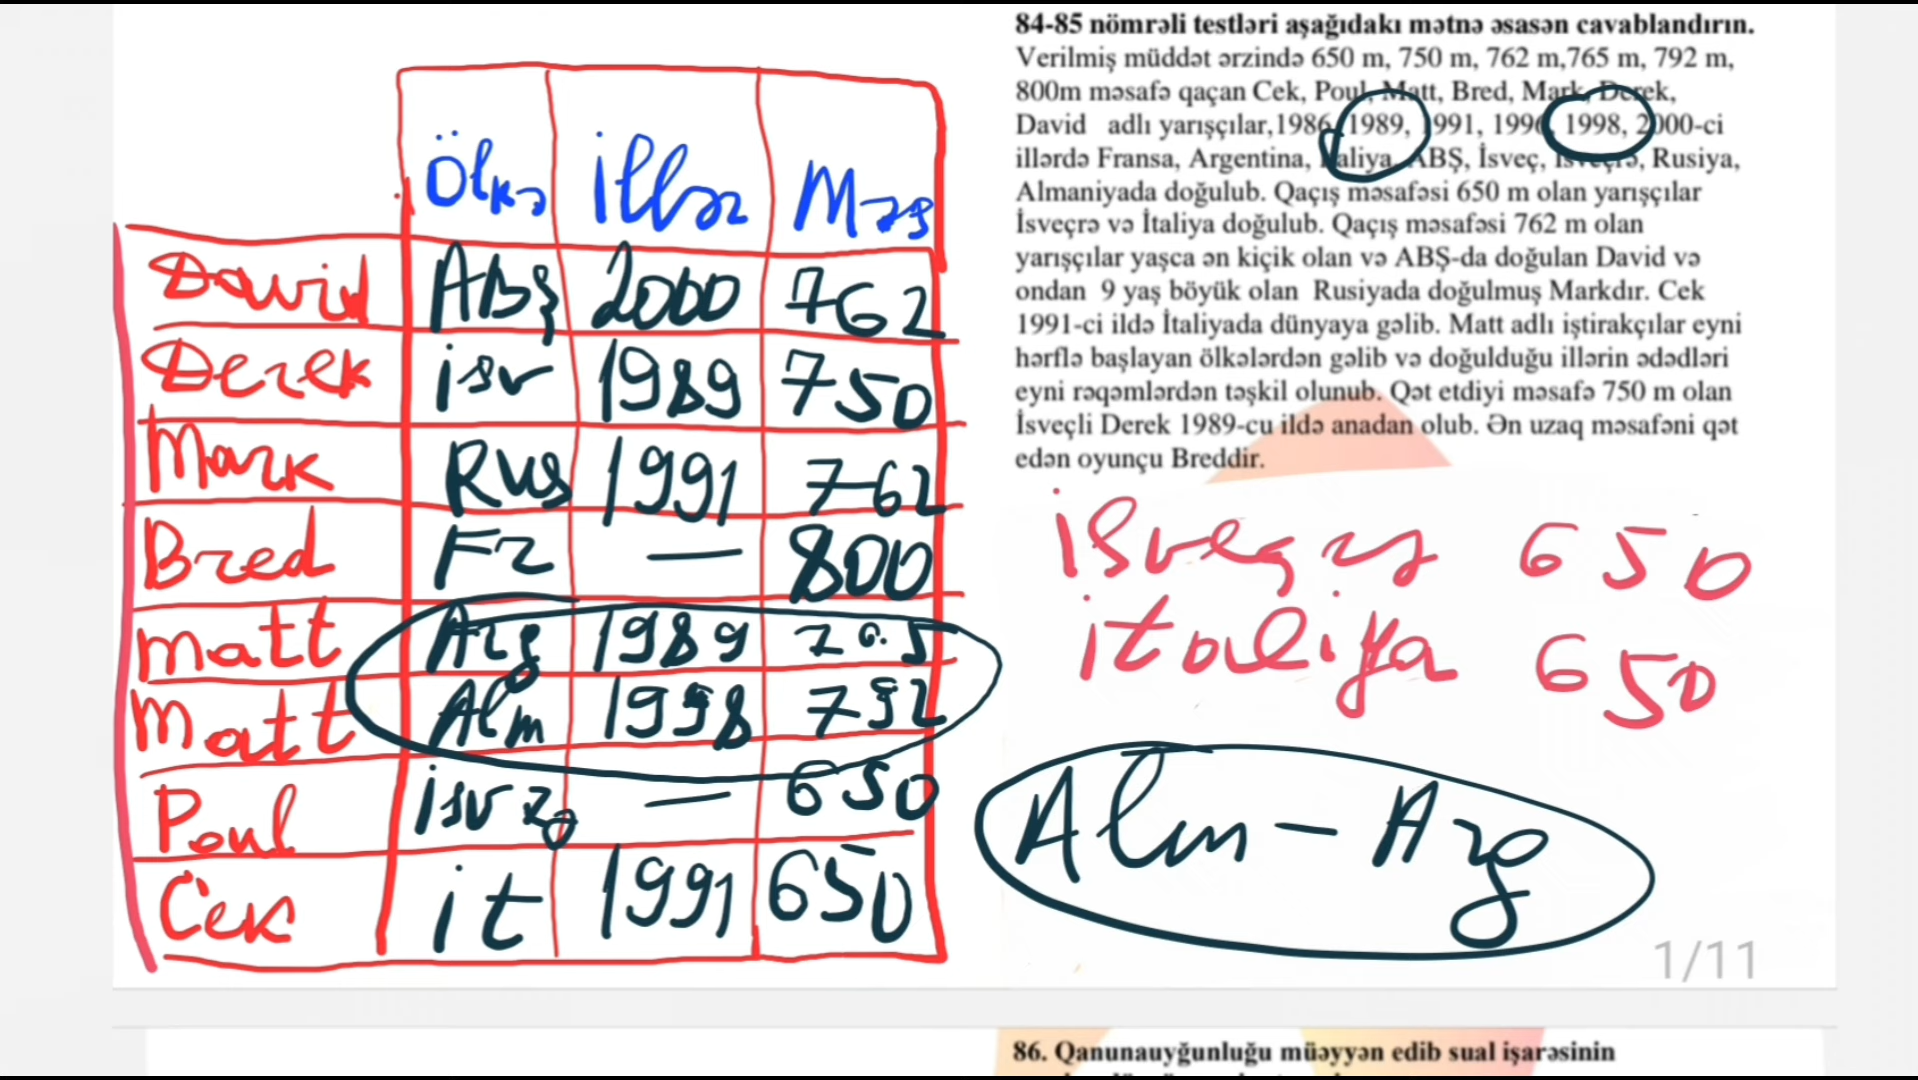 84-85 nömrəli testləri aşağıdakı mətnə əsasən cavablandırın.
Verilmiş müddət ərzində 650 m, 750 m, 762 m,765 m, 792 m,
800m məsafə qaçan Cek, Poul, Matt, Bred, Mark, Derek,
David adlı yarışçılar,1986, 1989, 1991, 1996, 1998, 2000-ci
illərdə Fransa, Argentina, İtaliya, ABŞ, İsveç, İsveçrə, Rusiya,
Almaniyada doğulub. Qaçış məsafəsi 650 m olan yarışçılar
İsveçrə və İtaliya doğulub. Qaçış məsafəsi 762 m olan
yarışçılar yaşca ən kiçik olan və ABŞ-da doğulan David və
ondan 9 yaş böyük olan Rusiyada doğulmuş Markdır. Cek
1991-ci ildə İtaliyada dünyaya gəlib. Matt adlı iştirakçılar eyni
hərflə başlayan ölkələrdən gəlib və doğulduğu illərin ədədləri
eyni rəqəmlərdən təşkil olunub. Qət etdiyi məsafə 750 m olan
İsveçli Derek 1989-cu ildə anadan olub. Ən uzaq məsafəni qət
edən oyunçu Breddir.
Ölkə İllər Məs
David ABŞ 2000 762
Derek isv 1989 750
Mark Rus 1991 762
Bred Fr — 800
Matt Arg 1989 765
Matt Alm 1998 792
Poul isvr — 650
Cek it 1991 650
isveçrə 650
italiya 650
Alm - Arg
1/11
86. Qanunauyğunluğu müəyyən edib sual işarəsinin